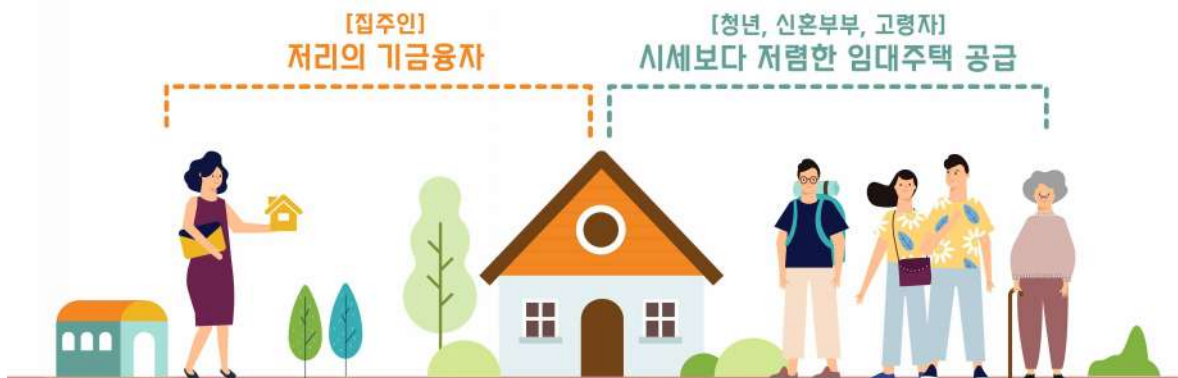 [집주인]
저리의 기금융자
[청년, 신혼부부, 고령자]
시세보다 저렴한 임대주택 공급